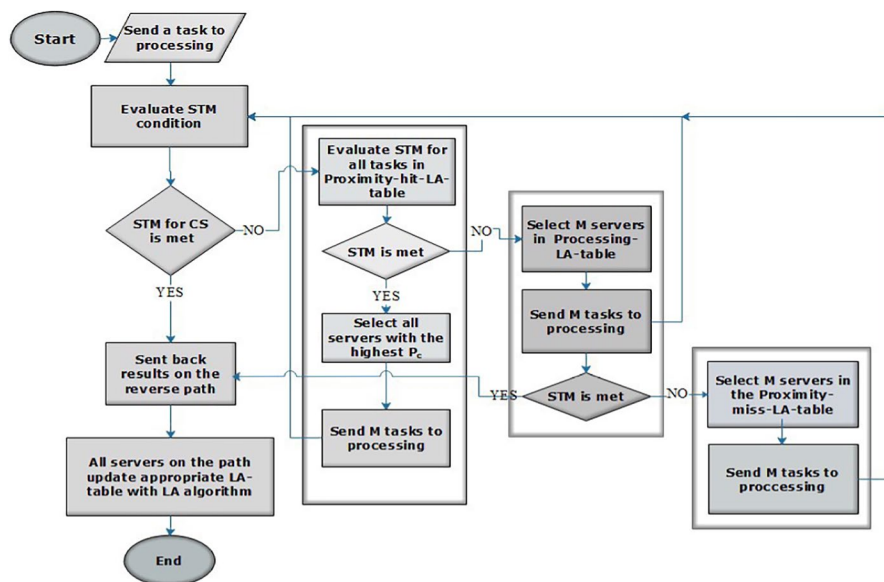 Start
Send a task to
processing
Evaluate STM
condition
STM for CS
is met
NO
YES
Sent back
results on the
reverse path
All servers on the path
update appropriate LA-
table with LA algorithm
End
Evaluate STM for
all tasks in
Proximity-hit-LA-
table
STM is met
NO
YES
Select all
servers with the
highest Pc
Send M tasks to
processing
Select M servers
in Processing-
LA-table
Send M tasks to
processing
STM is met
YES
NO
Select M servers in
the Proximity-
miss-LA-table
Send M tasks to
proccessing